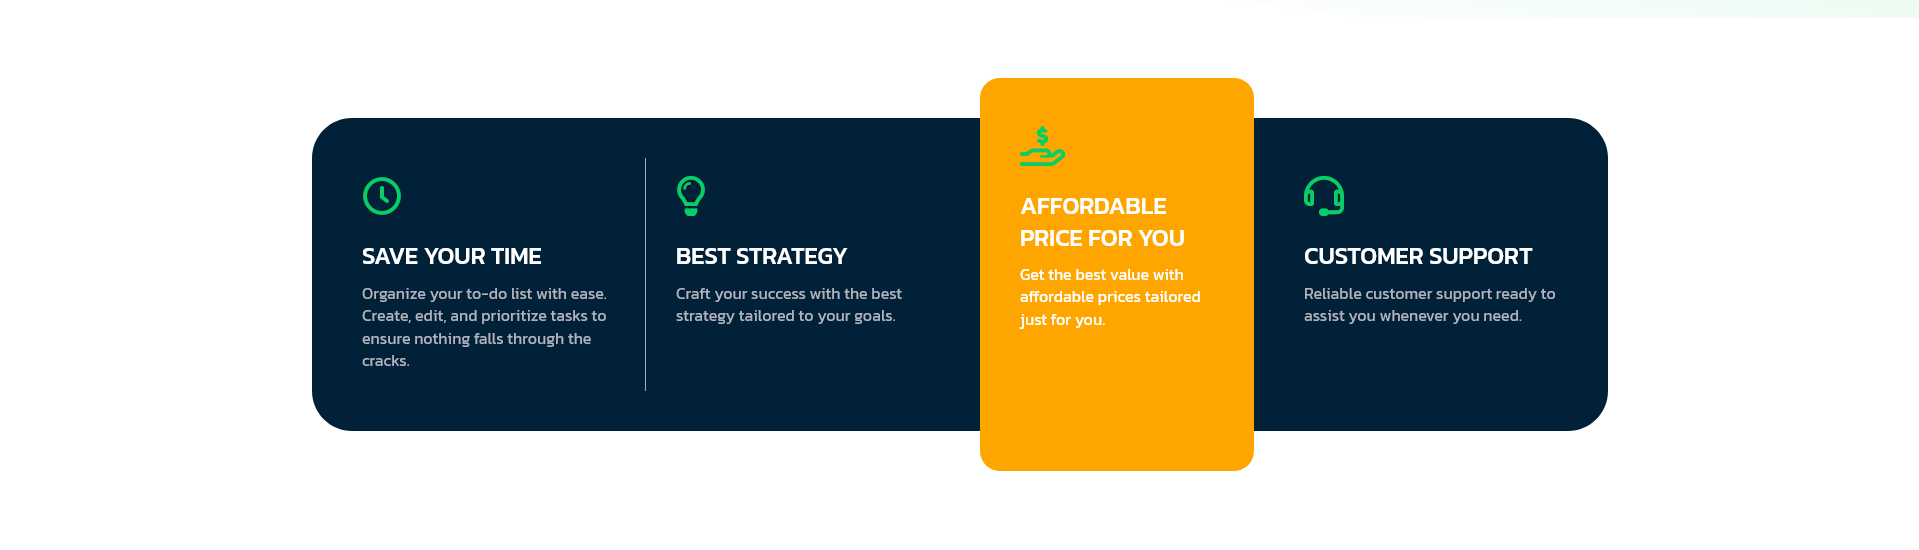 SAVE YOUR TIME
Organize your to-do list with ease.
Create, edit, and prioritize tasks to
ensure nothing falls through the
cracks.
BEST STRATEGY
Craft your success with the best
strategy tailored to your goals.
$
AFFORDABLE
PRICE FOR YOU
Get the best value with
affordable prices tailored
just for you.
CUSTOMER SUPPORT
Reliable customer support ready to
assist you whenever you need.